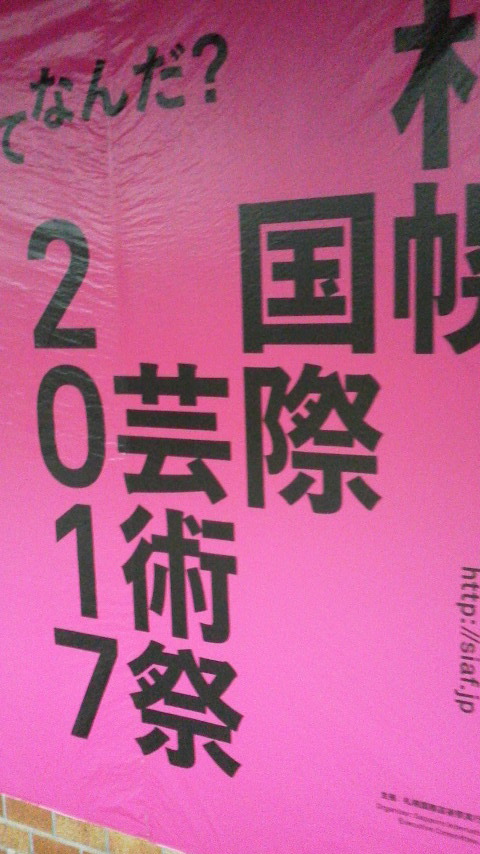 てなんだ?
札幌
国際
芸術祭
2017
http://siaf.jp